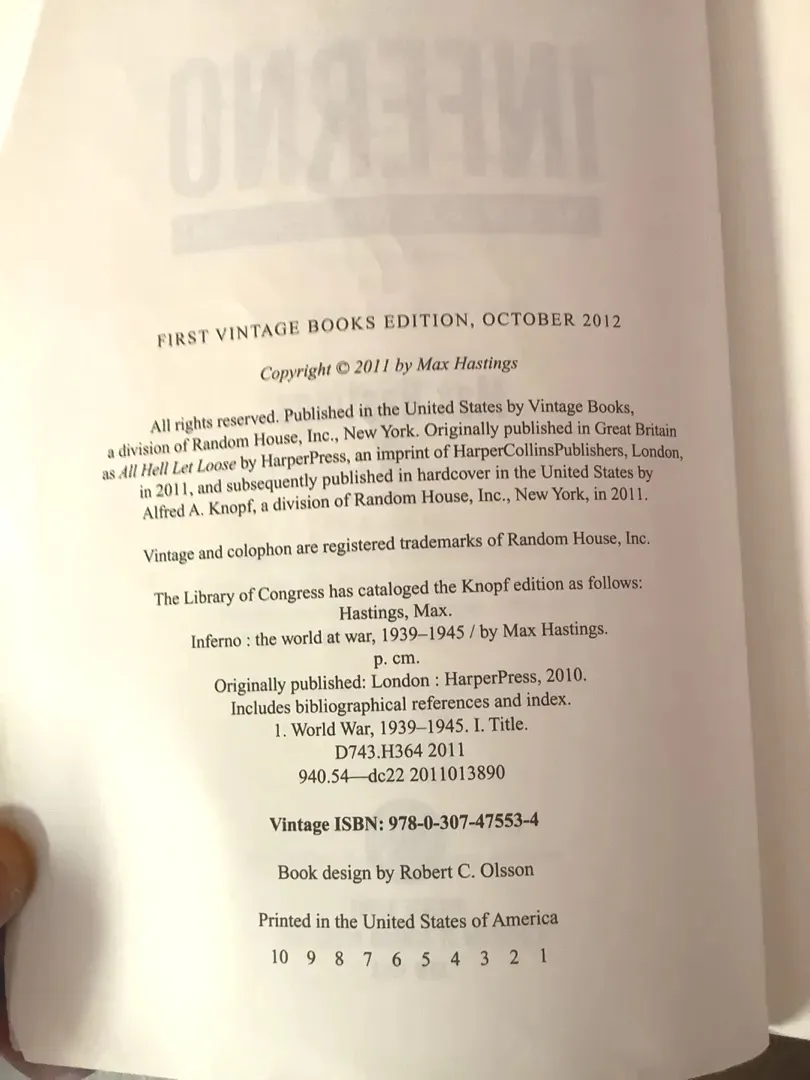 INFERNO
FIRST VINTAGE BOOKS EDITION, OCTOBER 2012
Copyright © 2011 by Max Hastings
All rights reserved. Published in the United States by Vintage Books,
a division of Random House, Inc., New York. Originally published in Great Britain
as All Hell Let Loose by HarperPress, an imprint of HarperCollinsPublishers, London,
in 2011, and subsequently published in hardcover in the United States by
Alfred A. Knopf, a division of Random House, Inc., New York, in 2011.
Vintage and colophon are registered trademarks of Random House, Inc.
The Library of Congress has cataloged the Knopf edition as follows:
Hastings, Max.
Inferno : the world at war, 1939–1945 / by Max Hastings.
p. cm.
Originally published: London : HarperPress, 2010.
Includes bibliographical references and index.
1. World War, 1939–1945. I. Title.
D743.H364 2011
940.54—dc22 2011013890
Vintage ISBN: 978-0-307-47553-4
Book design by Robert C. Olsson
Printed in the United States of America
10 9 8 7 6 5 4 3 2 1